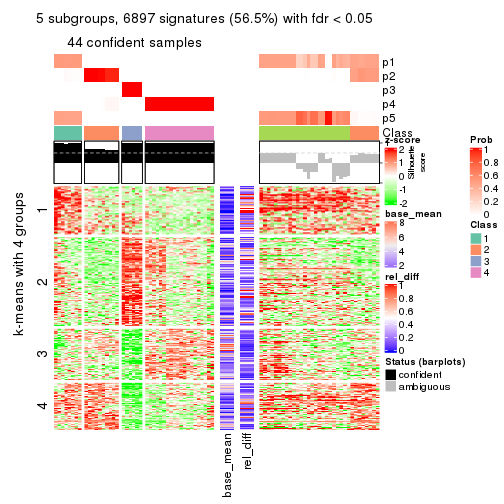 5 subgroups, 6897 signatures (56.5%) with fdr < 0.05
44 confident samples
p1
p2
p3
p4
p5
Class
z-score
2
1
0
-1
-2
Silhouette
score
Prob
1
0.8
0.6
0.4
0.2
0
base_mean
8
6
4
2
Class
1
2
3
4
rel_diff
1
0.8
0.6
0.4
0.2
0
Status (barplots)
confident
ambiguous
k-means with 4 groups
1
2
3
4
base_mean
rel_diff